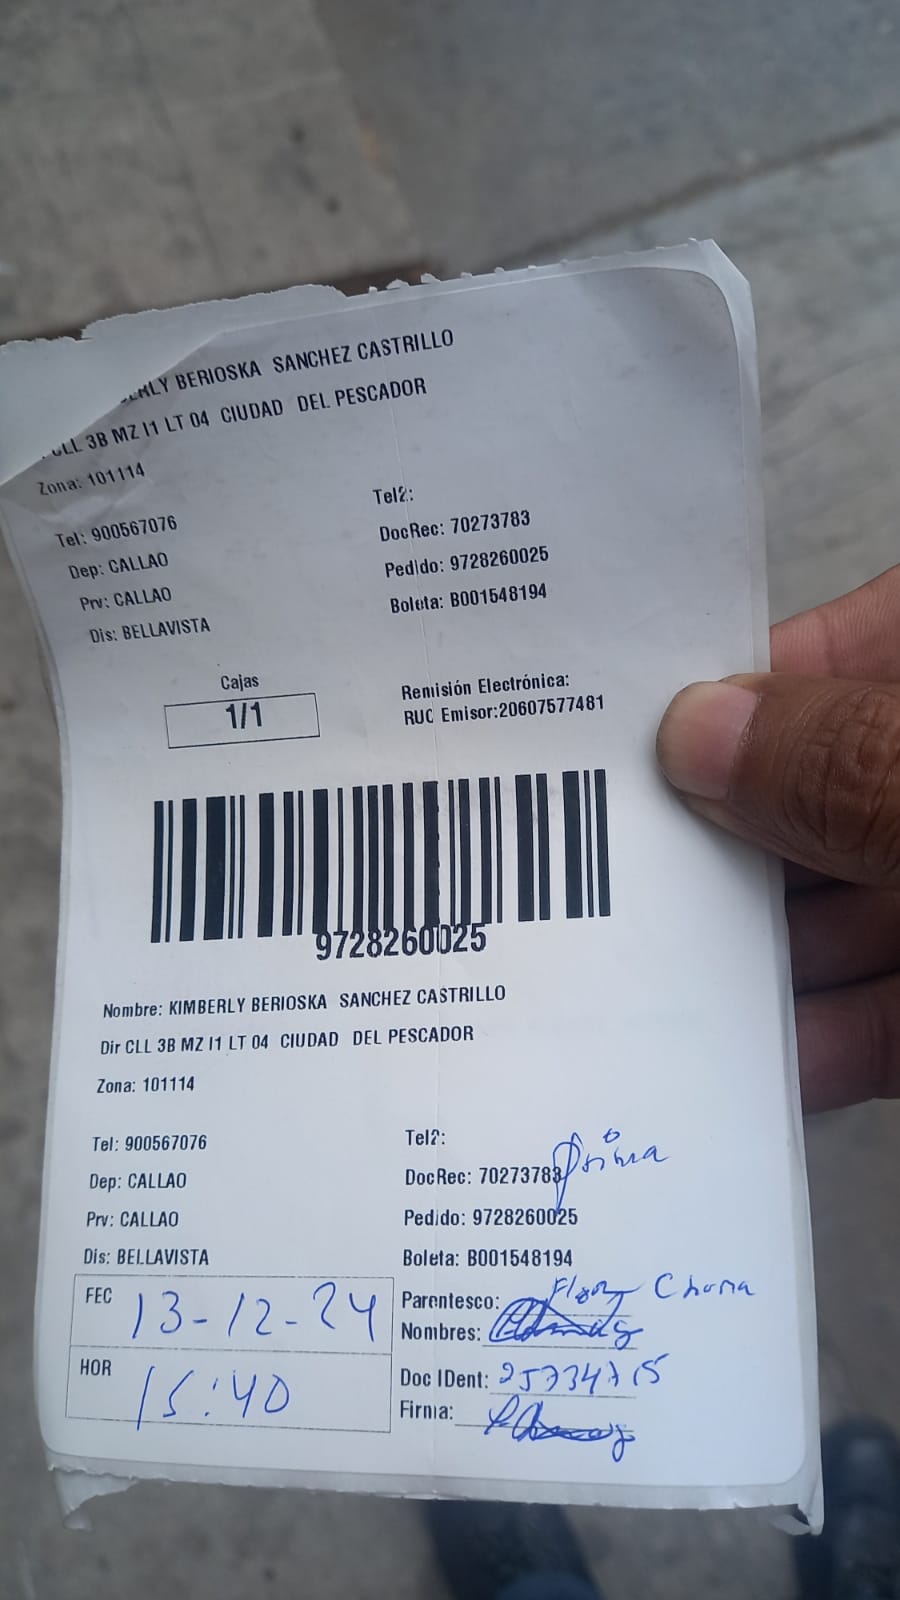 BERLY BERIOSKA SANCHEZ CASTRILLO
CLL 3B MZ I1 LT 04 CIUDAD DEL PESCADOR
Zona: 101114
Tel2:
Tel: 900567076
DocRec: 70273783
Dep: CALLAO
Pedido: 9728260025
Prv: CALLAO
Boleta: B001548194
Dis: BELLAVISTA
Cajas
1/1
Remisión Electrónica:
RUC Emisor:20607577481
9728260025
Nombre: KIMBERLY BERIOSKA SANCHEZ CASTRILLO
Dir CLL 3B MZ I1 LT 04 CIUDAD DEL PESCADOR
Zona: 101114
Tel: 900567076
Tel2:
Dep: CALLAO
DocRec: 70273783
Prv: CALLAO
Pedido: 9728260025
Dis: BELLAVISTA
Boleta: B001548194
FEC 13-12-24
Parentesco:
Nombres:
HOR 15:40
Doc IDent: 25734715
Firma: